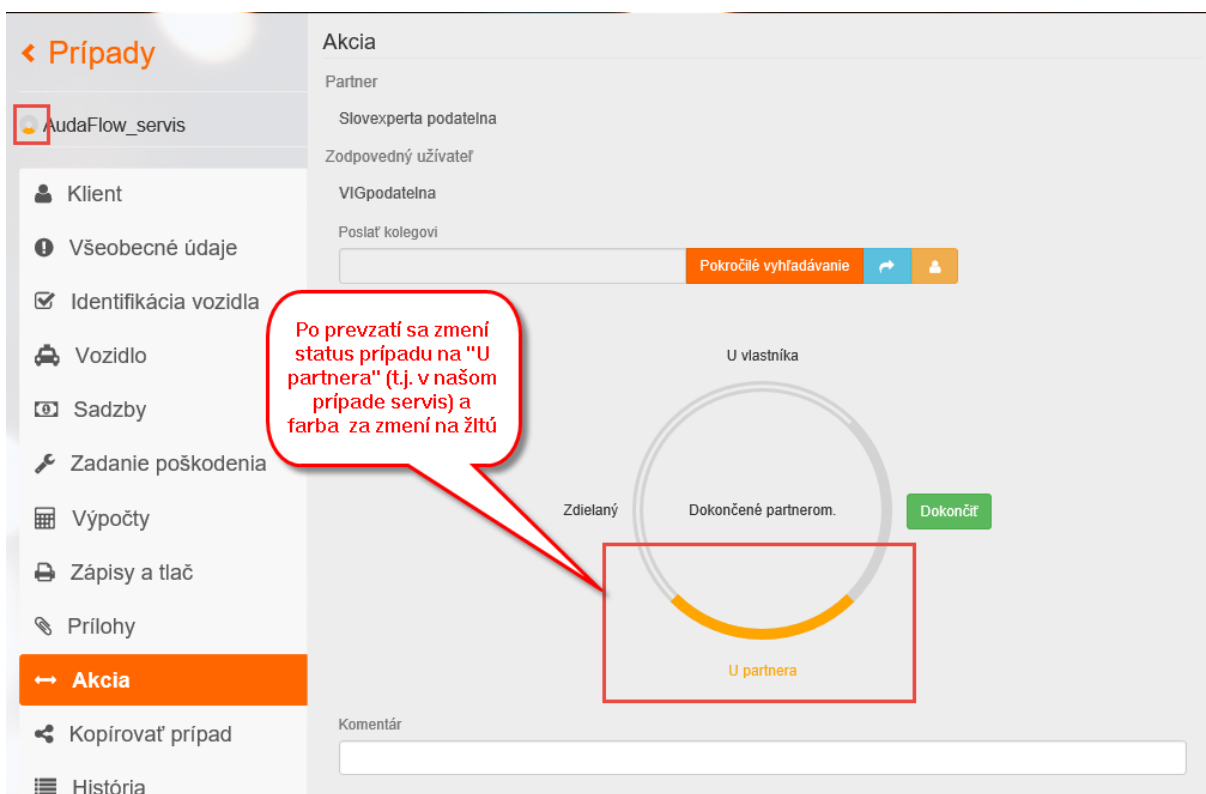 Prípady
AudaFlow_servis
Klient
Všeobecné údaje
Identifikácia vozidla
Vozidlo
Sadzby
Zadanie poškodenia
Výpočty
Zápisy a tlač
Prílohy
Akcia
Kopírovať prípad
História
Akcia
Partner
Slovexperta podatelna
Zodpovedný užívateľ
VIGpodatelna
Poslať kolegovi
Pokročilé vyhľadávanie
Po prevzatí sa zmení
status prípadu na "U
partnera" (t.j. v našom
prípade servis) a
farba za zmení na žltú
U vlastníka
Zdielaný
Dokončené partnerom.
Dokončiť
U partnera
Komentár